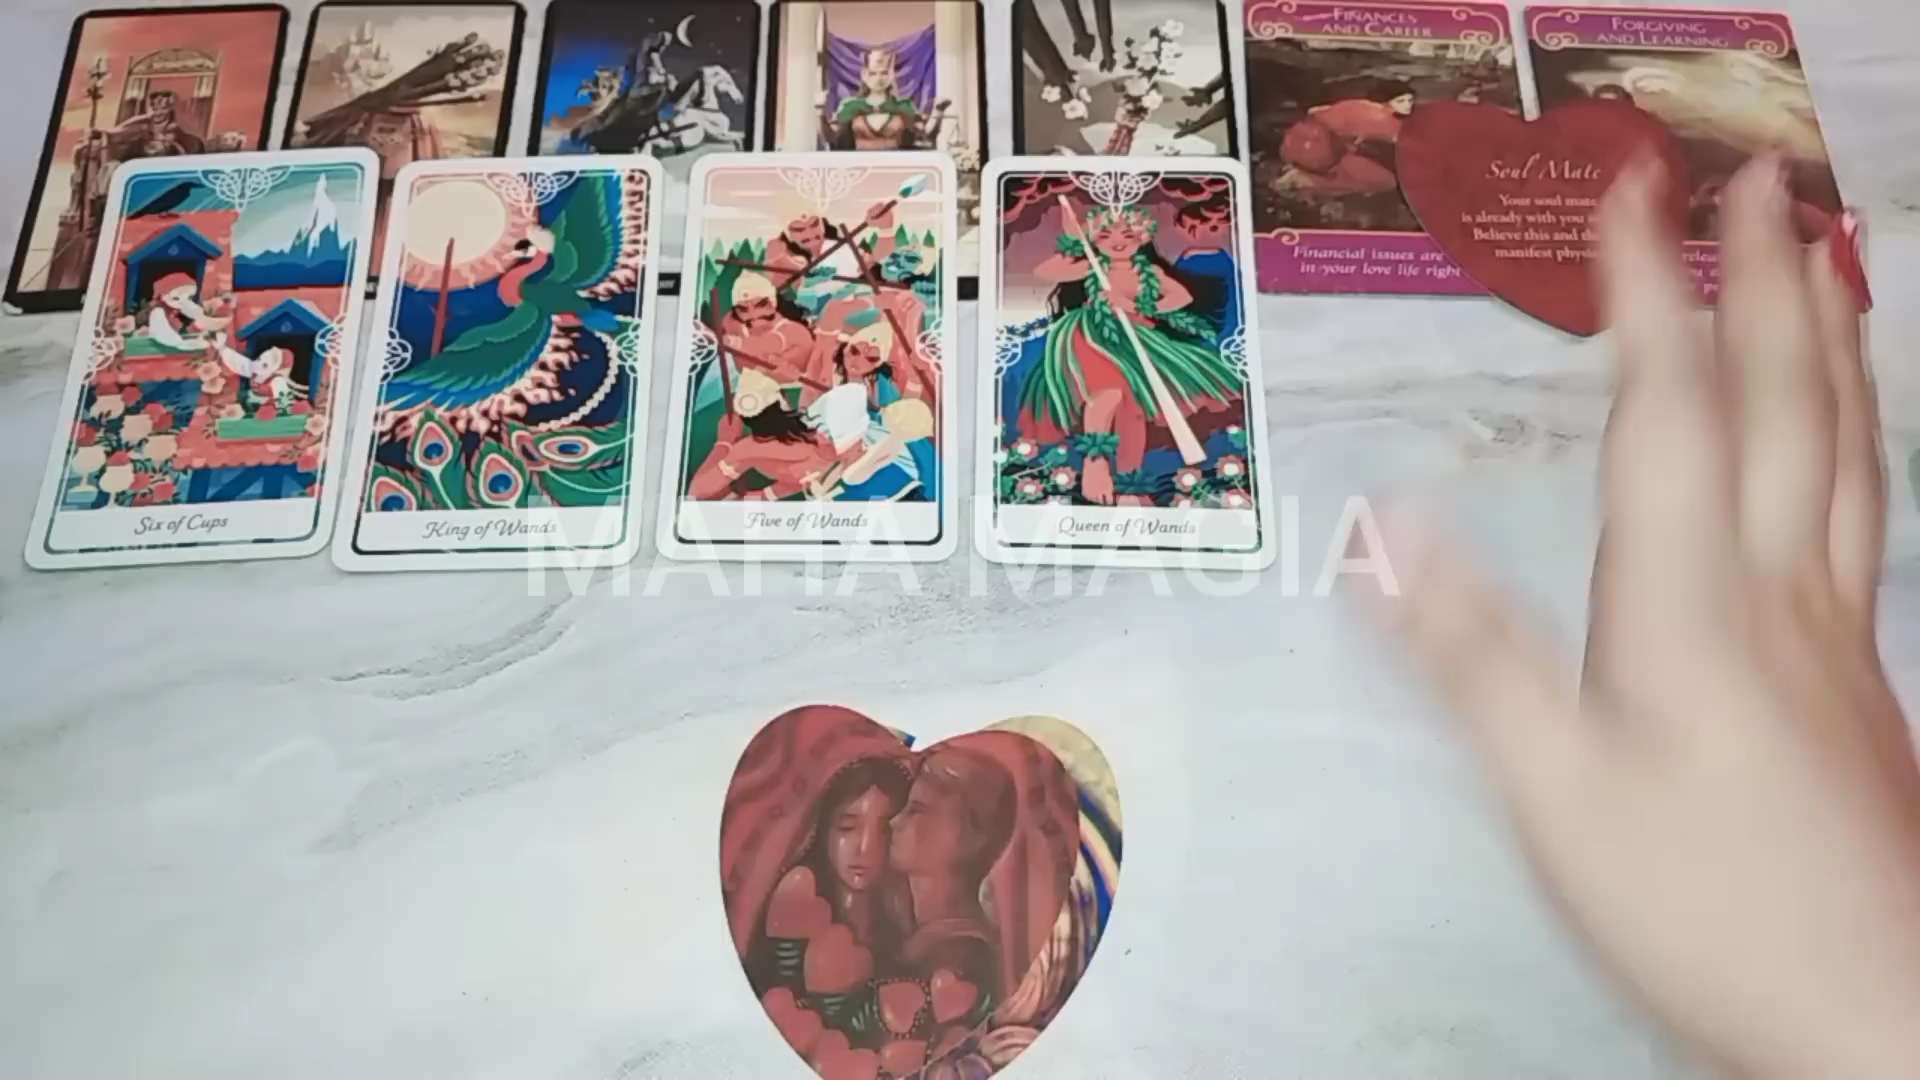 FINANCES
AND CAREER
FORGIVING
AND LEARNING
Soul Mate
Your soul mate
is already with you
Believe this and
manifest
Financial issues are
in your love life right
Six of Cups
King of Wands
Five of Wands
Queen of Wands
MAHA MAGIA